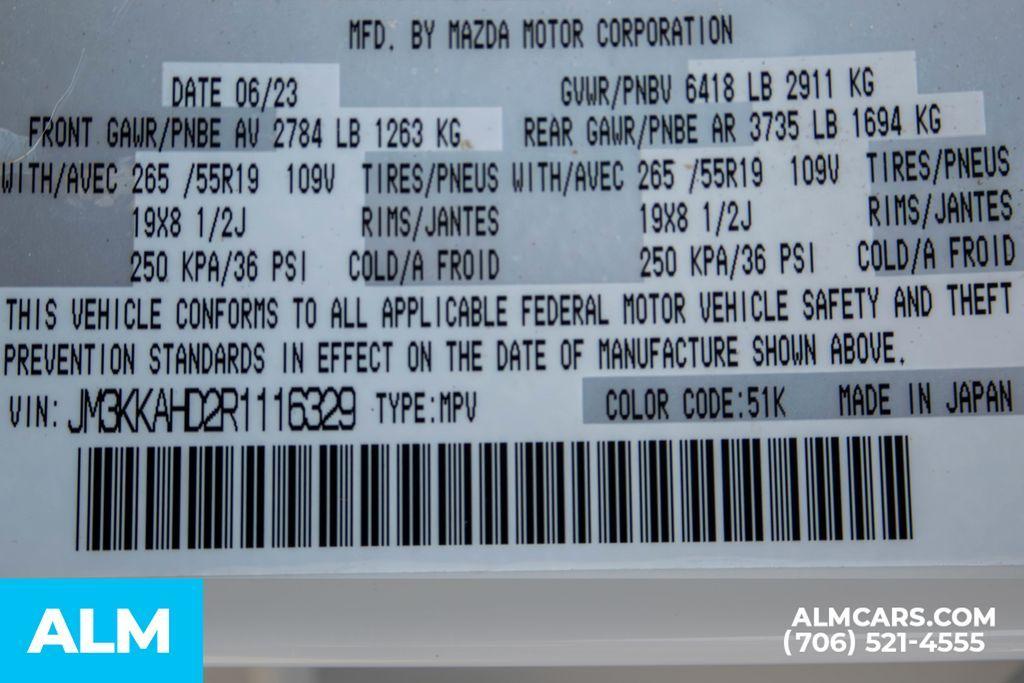 MFD. BY MAZDA MOTOR CORPORATION
DATE 06/23 GVWR/PNBV 6418 LB 2911 KG
FRONT GAWR/PNBE AV 2784 LB 1263 KG REAR GAWR/PNBE AR 3735 LB 1694 KG
WITH/AVEC 265 /55R19 109V TIRES/PNEUS WITH/AVEC 265 /55R19 109V TIRES/PNEUS
19X8 1/2J RIMS/JANTES 19X8 1/2J RIMS/JANTES
250 KPA/36 PSI COLD/A FROID 250 KPA/36 PSI COLD/A FROID
THIS VEHICLE CONFORMS TO ALL APPLICABLE FEDERAL MOTOR VEHICLE SAFETY AND THEFT
PREVENTION STANDARDS IN EFFECT ON THE DATE OF MANUFACTURE SHOWN ABOVE.
VIN: JM3KKAHD2R1116329 TYPE:MPV COLOR CODE:51K MADE IN JAPAN
ALM
ALMCARS.COM
(706) 521-4555